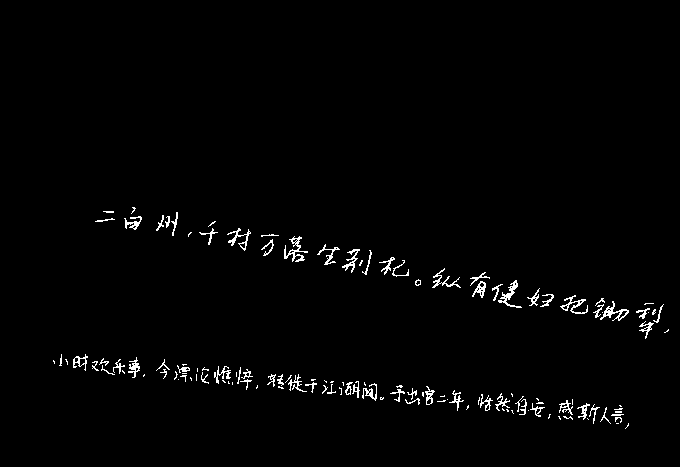 二百州，千村万落生荆杞。纵有健妇把锄犁，
小时欢乐事，今漂沦憔悴，转徙于江湖间。予出官二年，恬然自安，感斯人言，